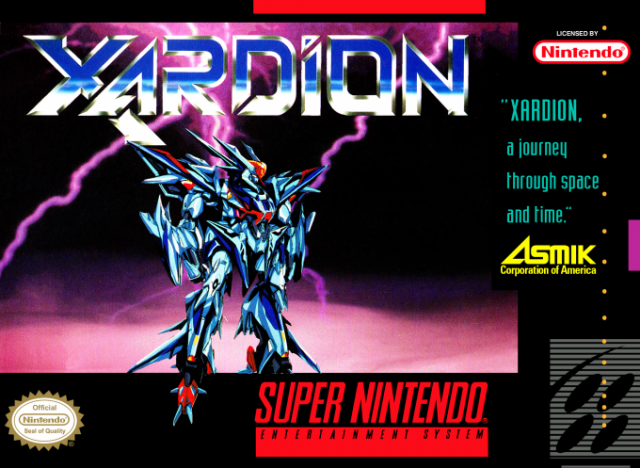 XARDION
LICENSED BY
Nintendo®
"XARDION,
a journey
through space
and time."
ASMIK
Corporation of America
Official
Nintendo
Seal of Quality
SUPER NINTENDO®
ENTERTAINMENT SYSTEM